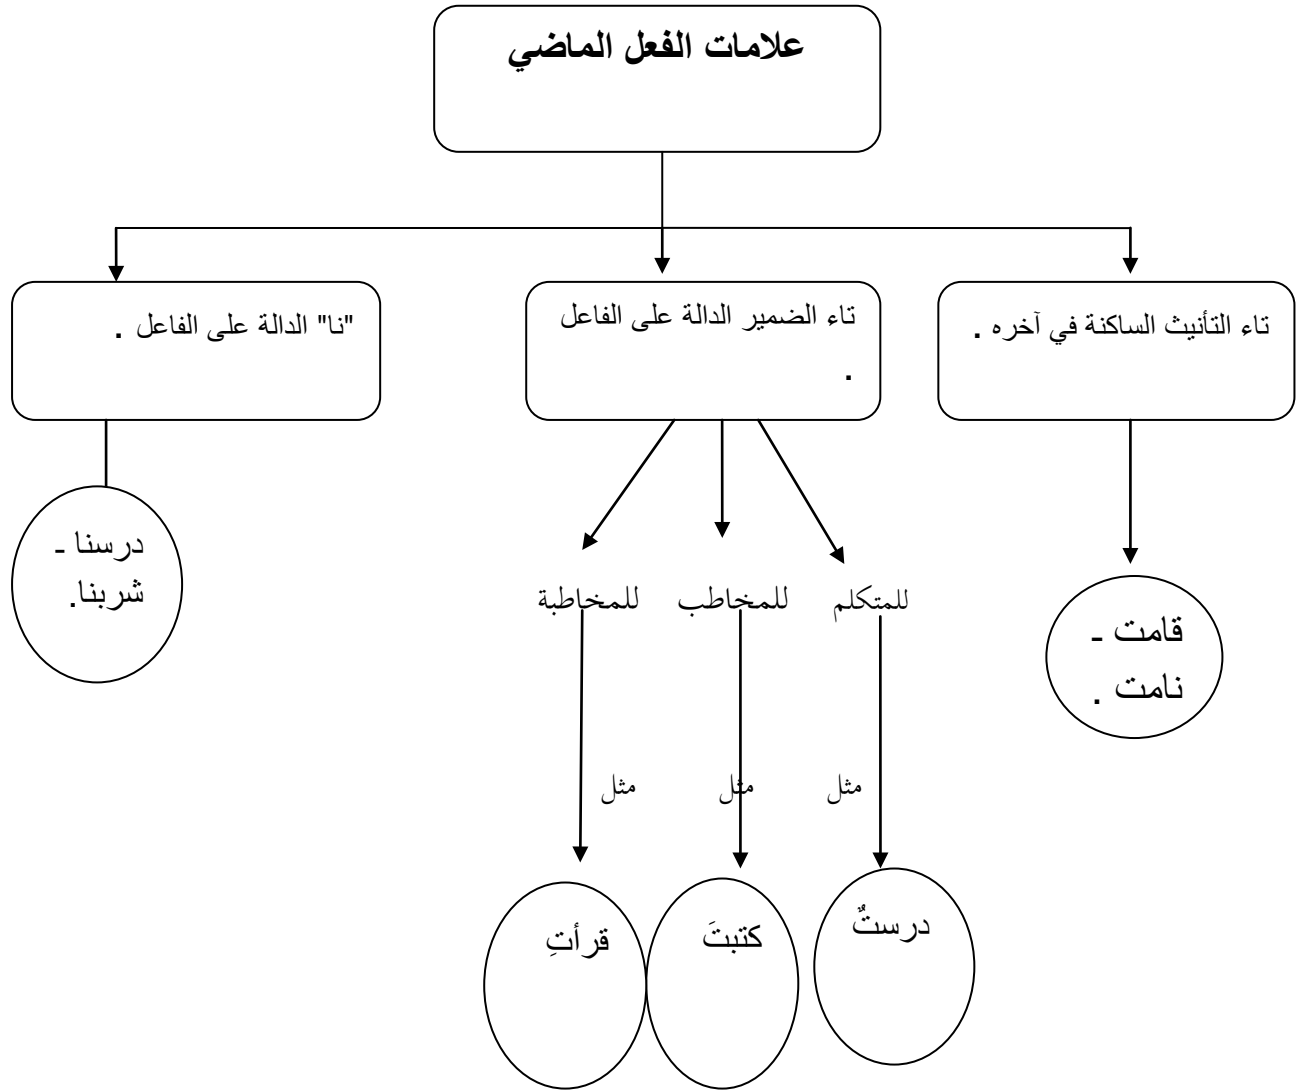 علامات الفعل الماضي
تاء التأنيث الساكنة في آخره .
تاء الضمير الدالة على الفاعل
.
"نا" الدالة على الفاعل .
قامت -
نامت .
للمتكلم
للمخاطب
للمخاطبة
درسنا -
شربنا.
مثل
مثل
مثل
درستٌ
كتبتَ
قرأتِ